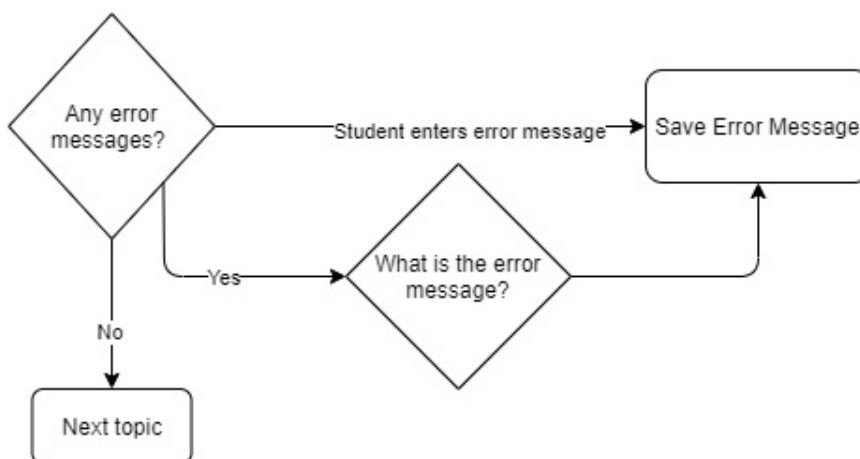 Any error
messages?
Student enters error message
Save Error Message
Yes
What is the error
message?
No
Next topic